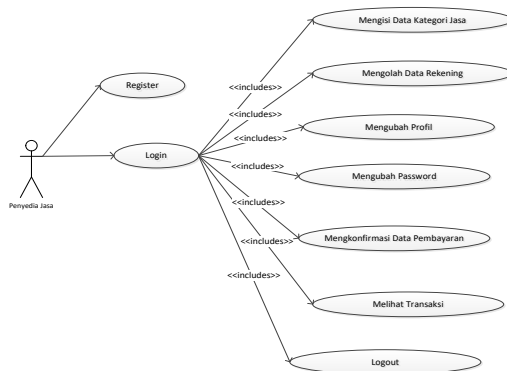 Mengisi Data Kategori Jasa
<<includes>>
Mengolah Data Rekening
Register
<<includes>>
<<includes>>
Mengubah Profil
Login
<<includes>>
Mengubah Password
Penyedia Jasa
<<includes>>
Mengkonfirmasi Data Pembayaran
<<includes>>
<<includes>>
Melihat Transaksi
Logout